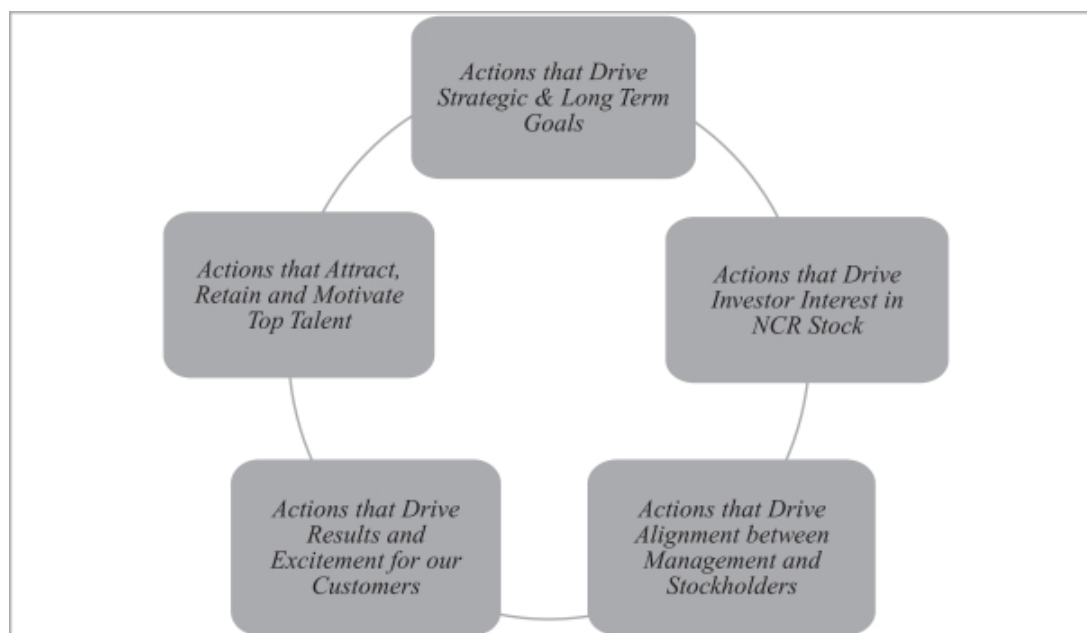 Actions that Drive
Strategic & Long Term
Goals
Actions that Attract,
Retain and Motivate
Top Talent
Actions that Drive
Investor Interest in
NCR Stock
Actions that Drive
Results and
Excitement for our
Customers
Actions that Drive
Alignment between
Management and
Stockholders